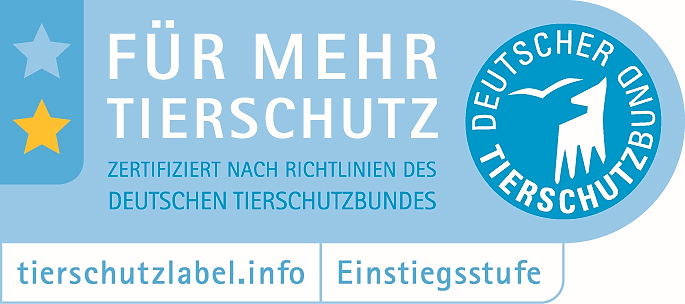 FÜR MEHR
TIERSCHUTZ
ZERTIFIZIERT NACH RICHTLINIEN DES
DEUTSCHEN TIERSCHUTZBUNDES
DEUTSCHER
TIERSCHUTZBUND
tierschutzlabel.info
Einstiegsstufe